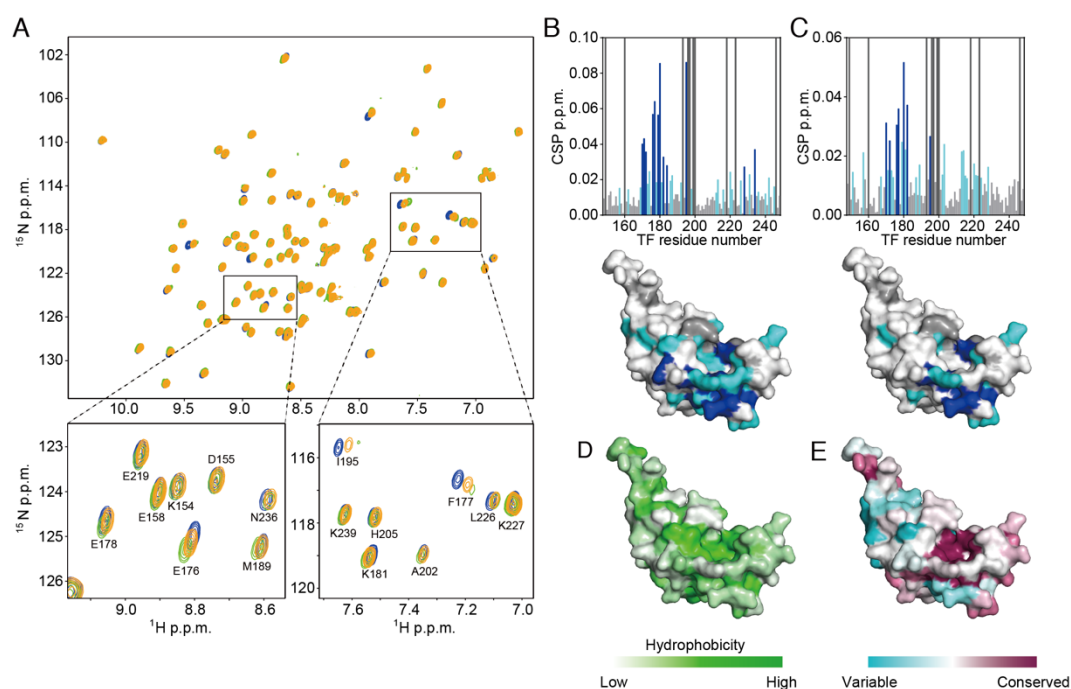 A
102
106
110
114
118
122
126
130
¹⁵N p.p.m.
10.0 9.5 9.0 8.5 8.0 7.5 7.0
B
0.10
0.08
0.06
0.04
0.02
0.00
CSP p.p.m.
160 180 200 220 240
TF residue number
C
0.06
0.04
0.02
0.00
CSP p.p.m.
160 180 200 220 240
TF residue number
123
124
125
126
¹⁵N p.p.m.
E219
D155
K154
E158
N236
E178
E176
M189
9.0 8.8 8.6
¹H p.p.m.
116
118
119
120
I195
F177
L226
K227
K239
H205
K181
A202
7.6 7.4 7.2 7.0
¹H p.p.m.
D
Hydrophobicity
Low High
E
Variable Conserved